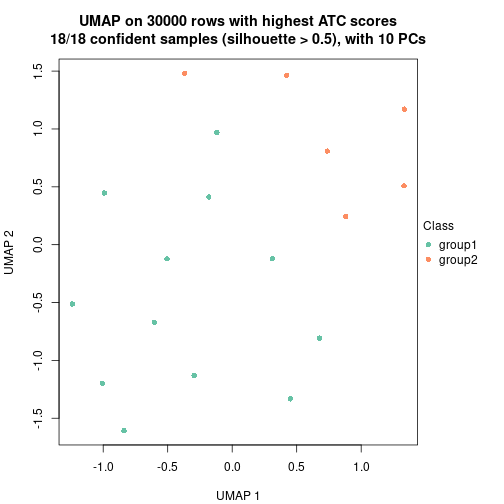 UMAP on 30000 rows with highest ATC scores
18/18 confident samples (silhouette > 0.5), with 10 PCs
1.5
1.0
0.5
0.0
-0.5
-1.0
-1.5
UMAP 2
Class
group1
group2
-1.0 -0.5 0.0 0.5 1.0
UMAP 1